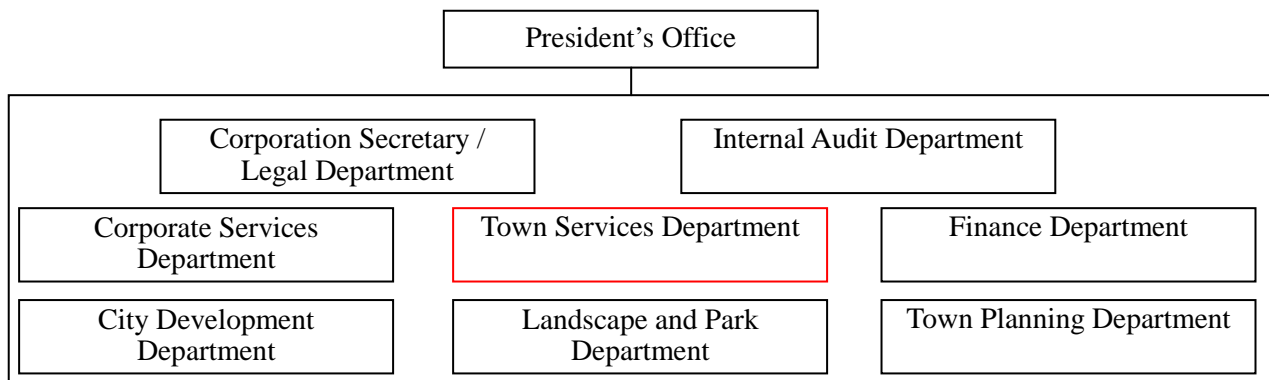 President’s Office
Corporation Secretary /
Legal Department
Internal Audit Department
Corporate Services
Department
Town Services Department
Finance Department
City Development
Department
Landscape and Park
Department
Town Planning Department